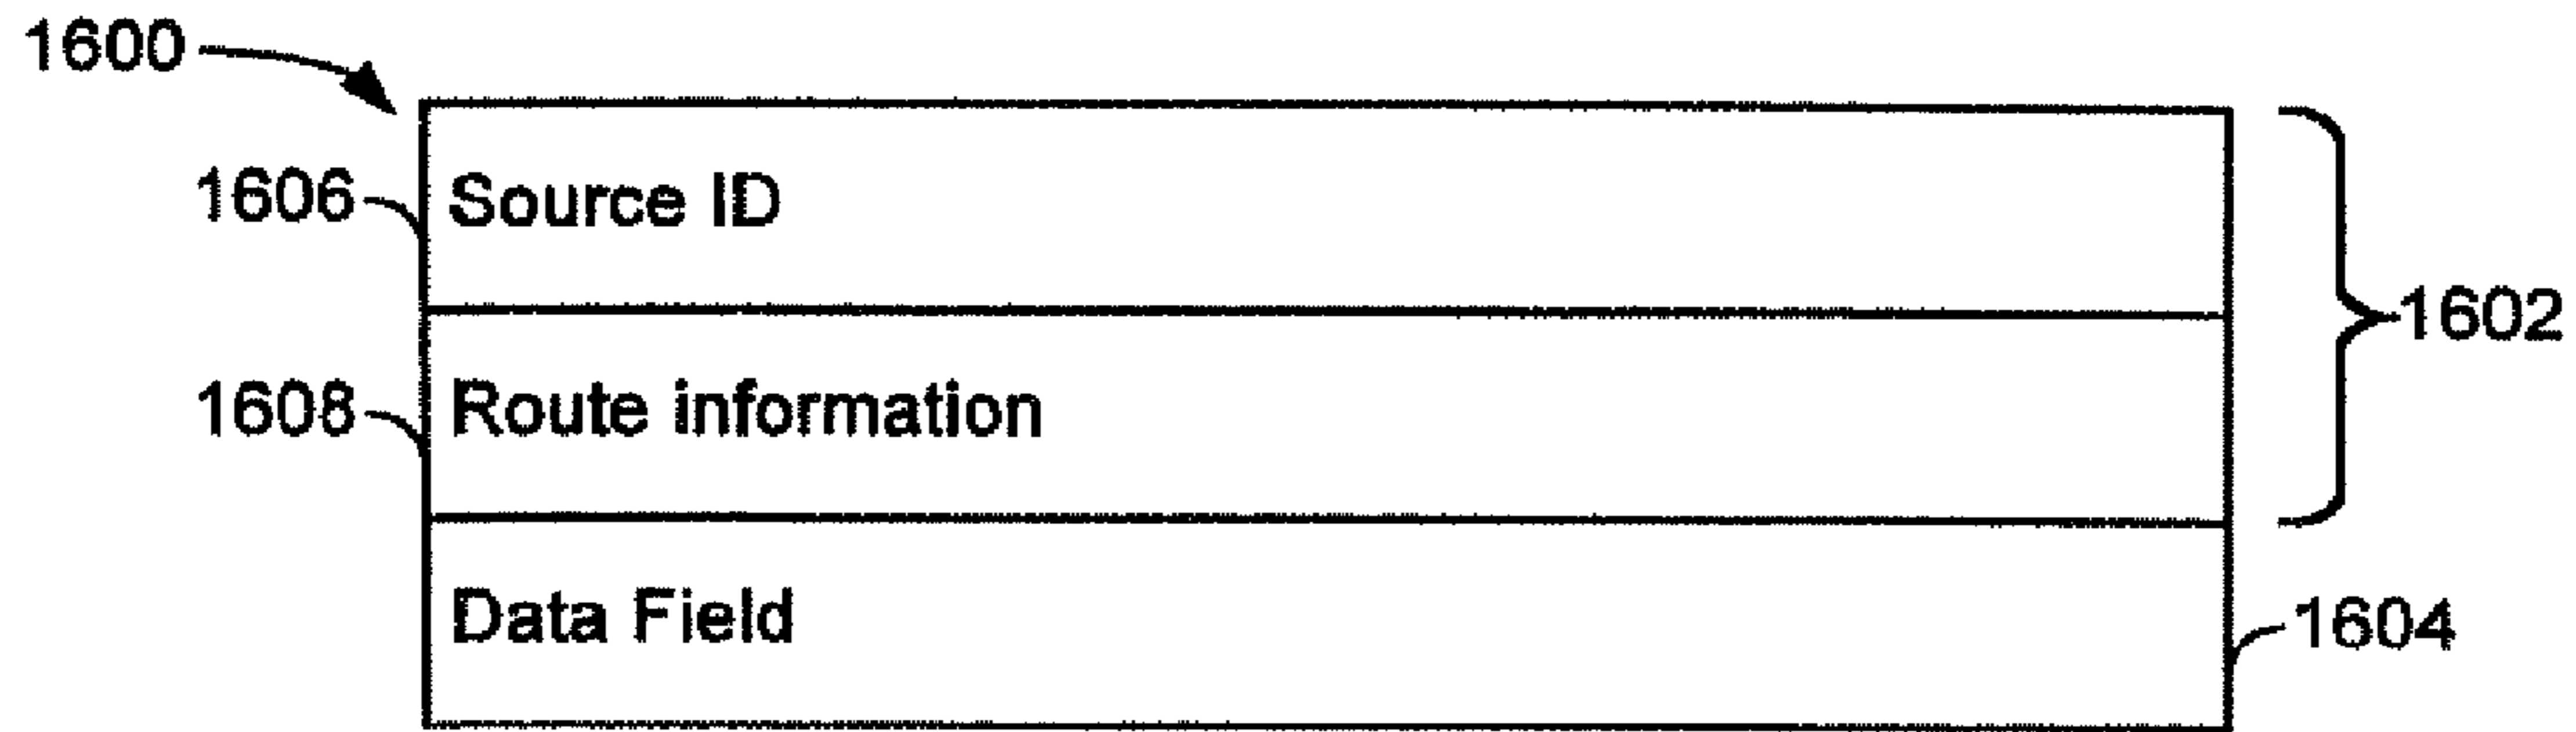 1600
1606
Source ID
1602
1608
Route information
Data Field
1604